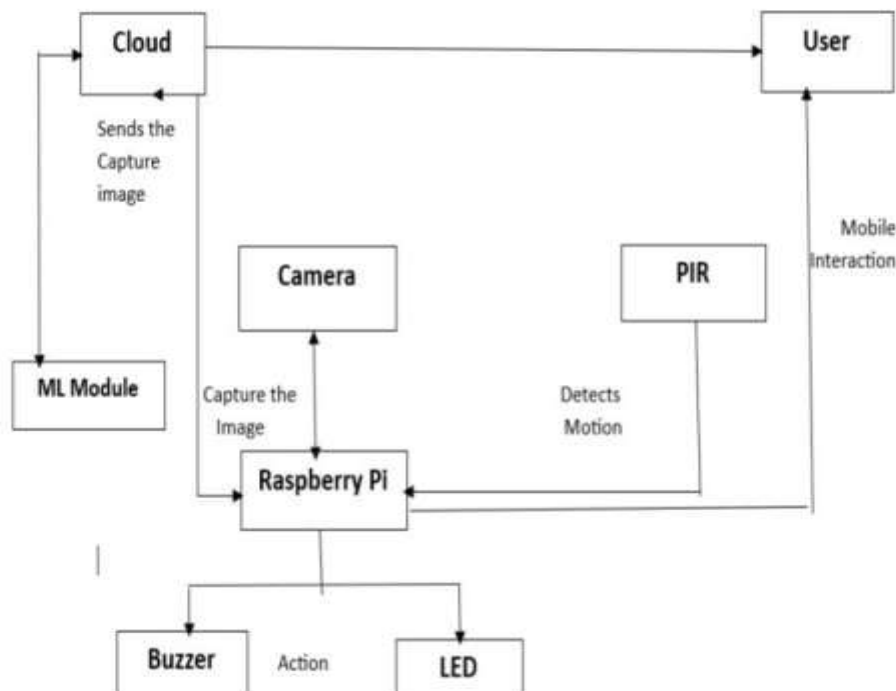 Cloud
User
Sends the
Capture
image
Mobile
Interaction
Camera
PIR
ML Module
Capture the
Image
Detects
Motion
Raspberry Pi
Buzzer
Action
LED